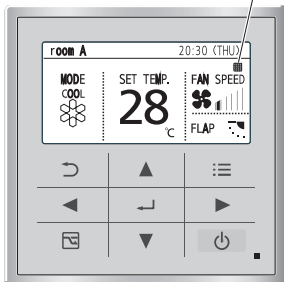 room A 20:30 (THU)
MODE SET TEMP. FAN SPEED
COOL
28
°C
FLAP